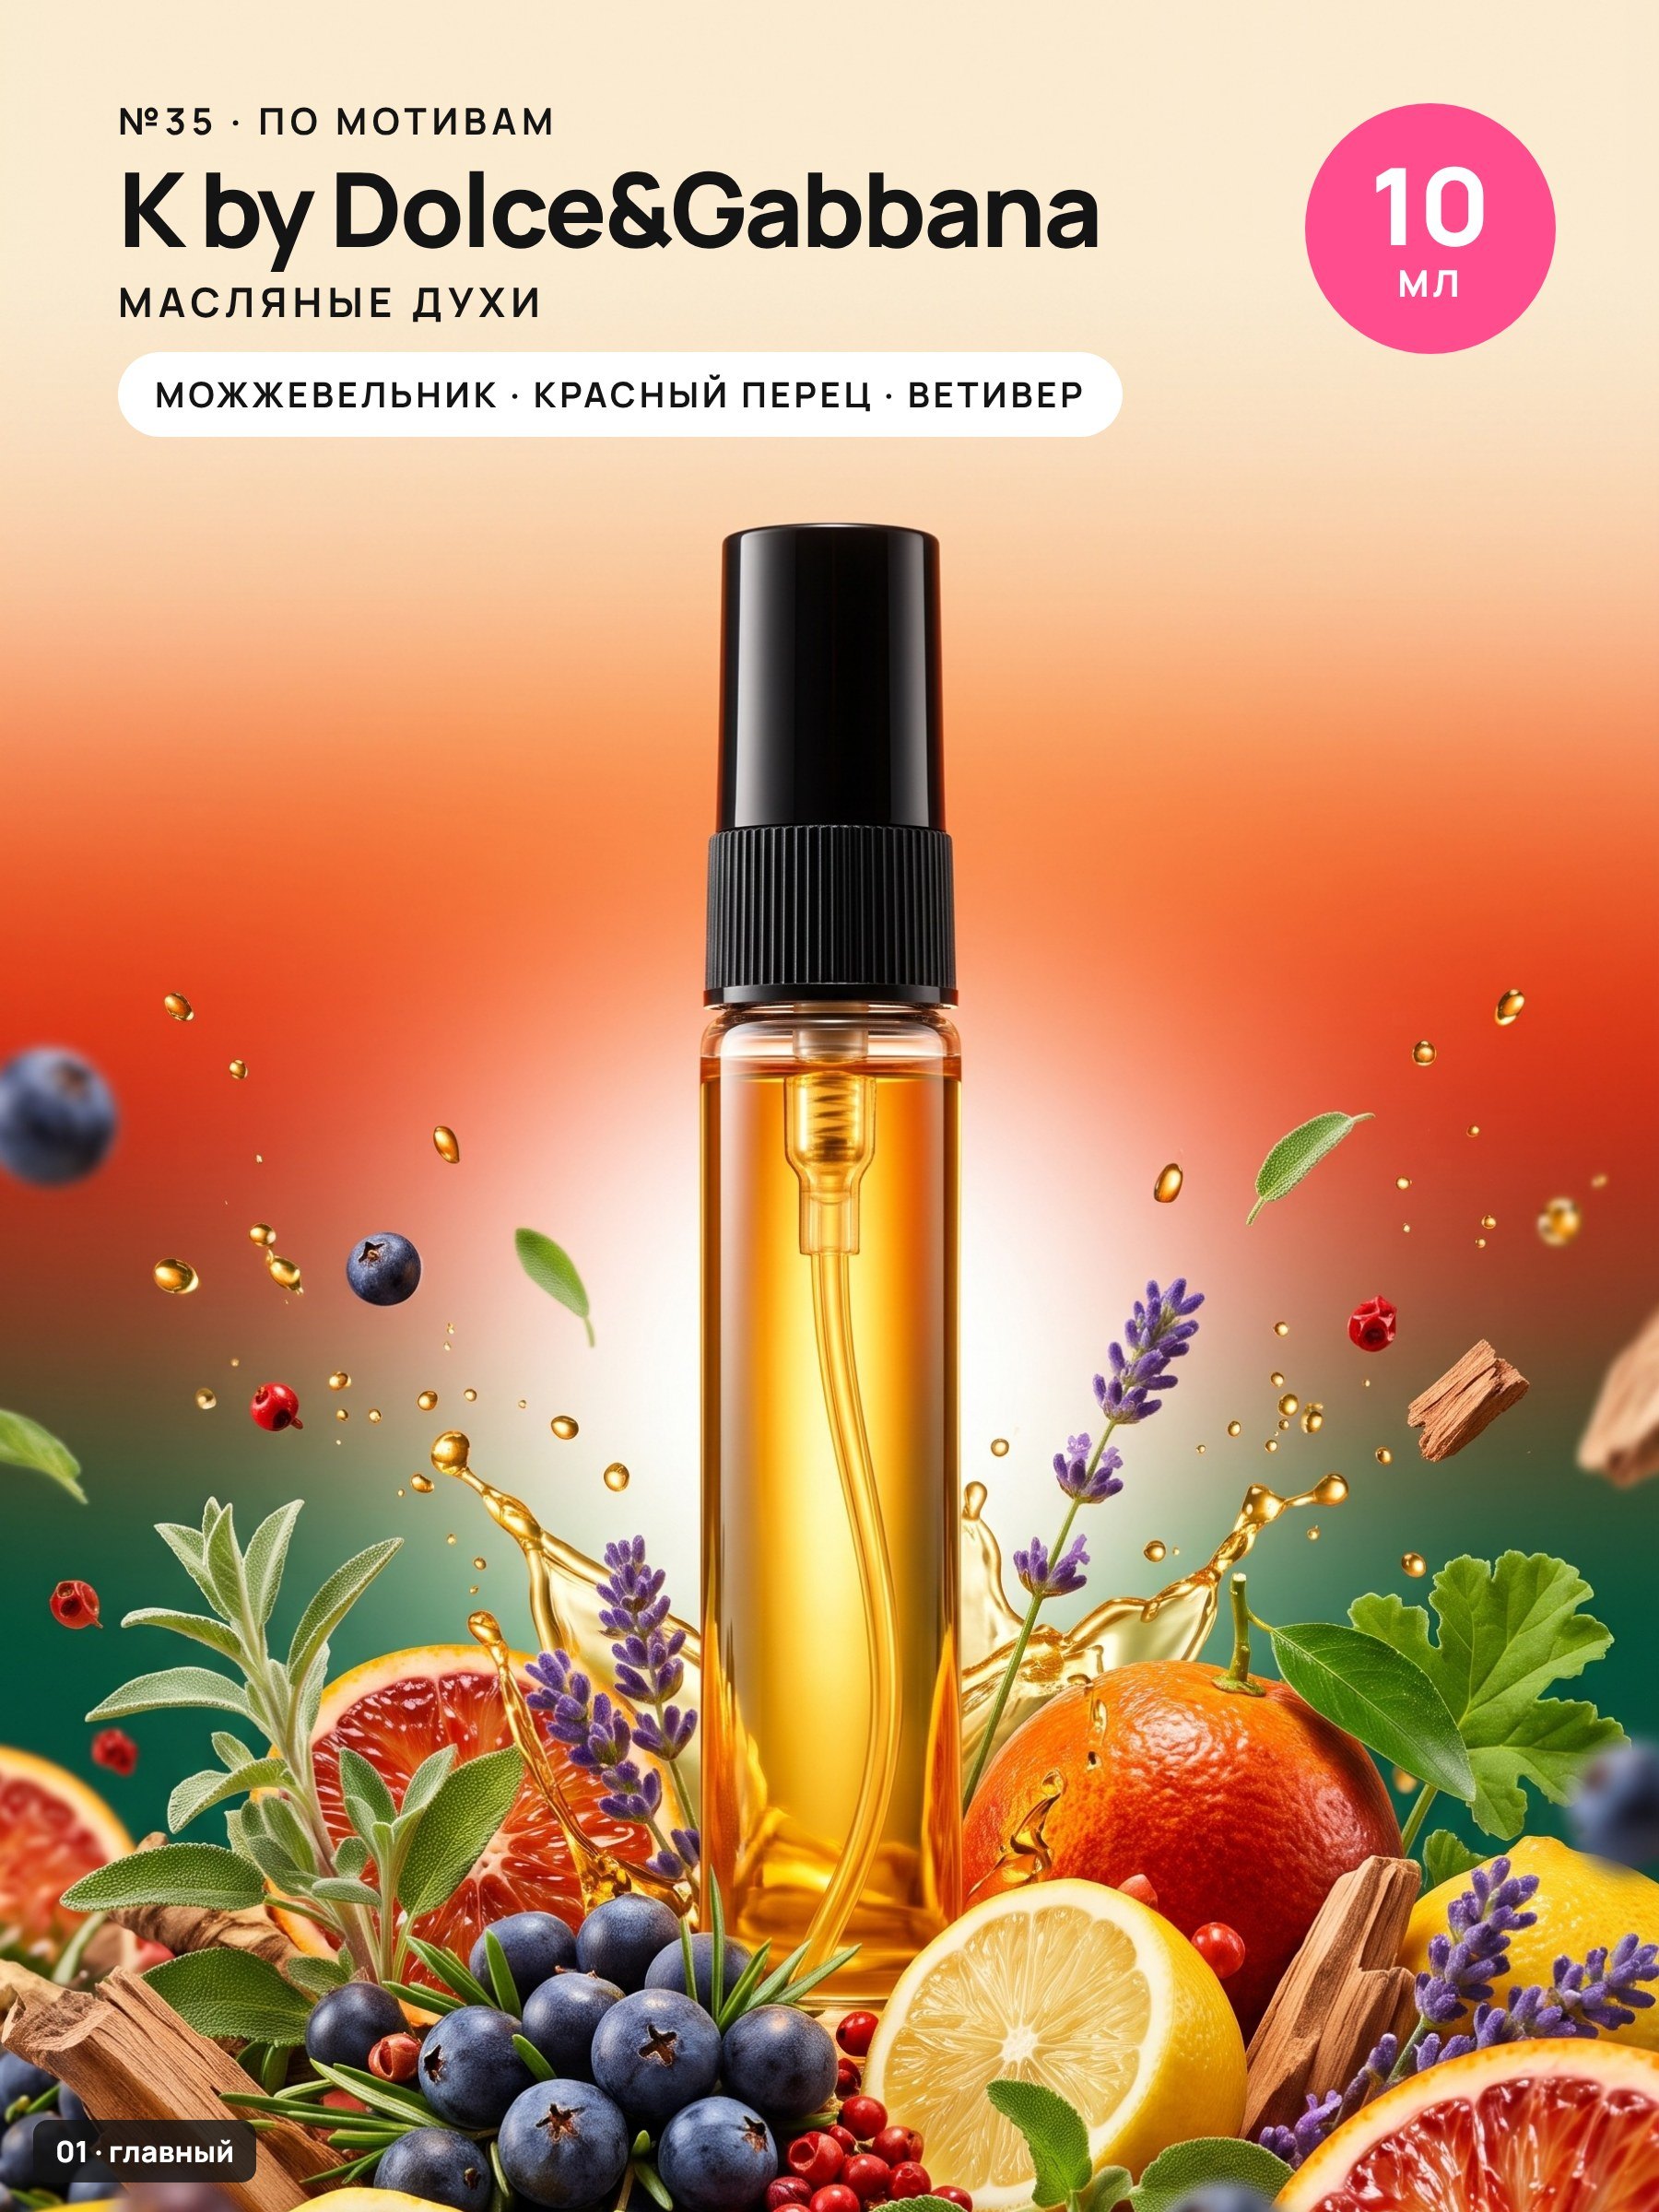 №35 · ПО МОТИВАМ
K by Dolce&Gabbana
МАСЛЯНЫЕ ДУХИ
МОЖЖЕВЕЛЬНИК · КРАСНЫЙ ПЕРЕЦ · ВЕТИВЕР
10
МЛ
01 · главный